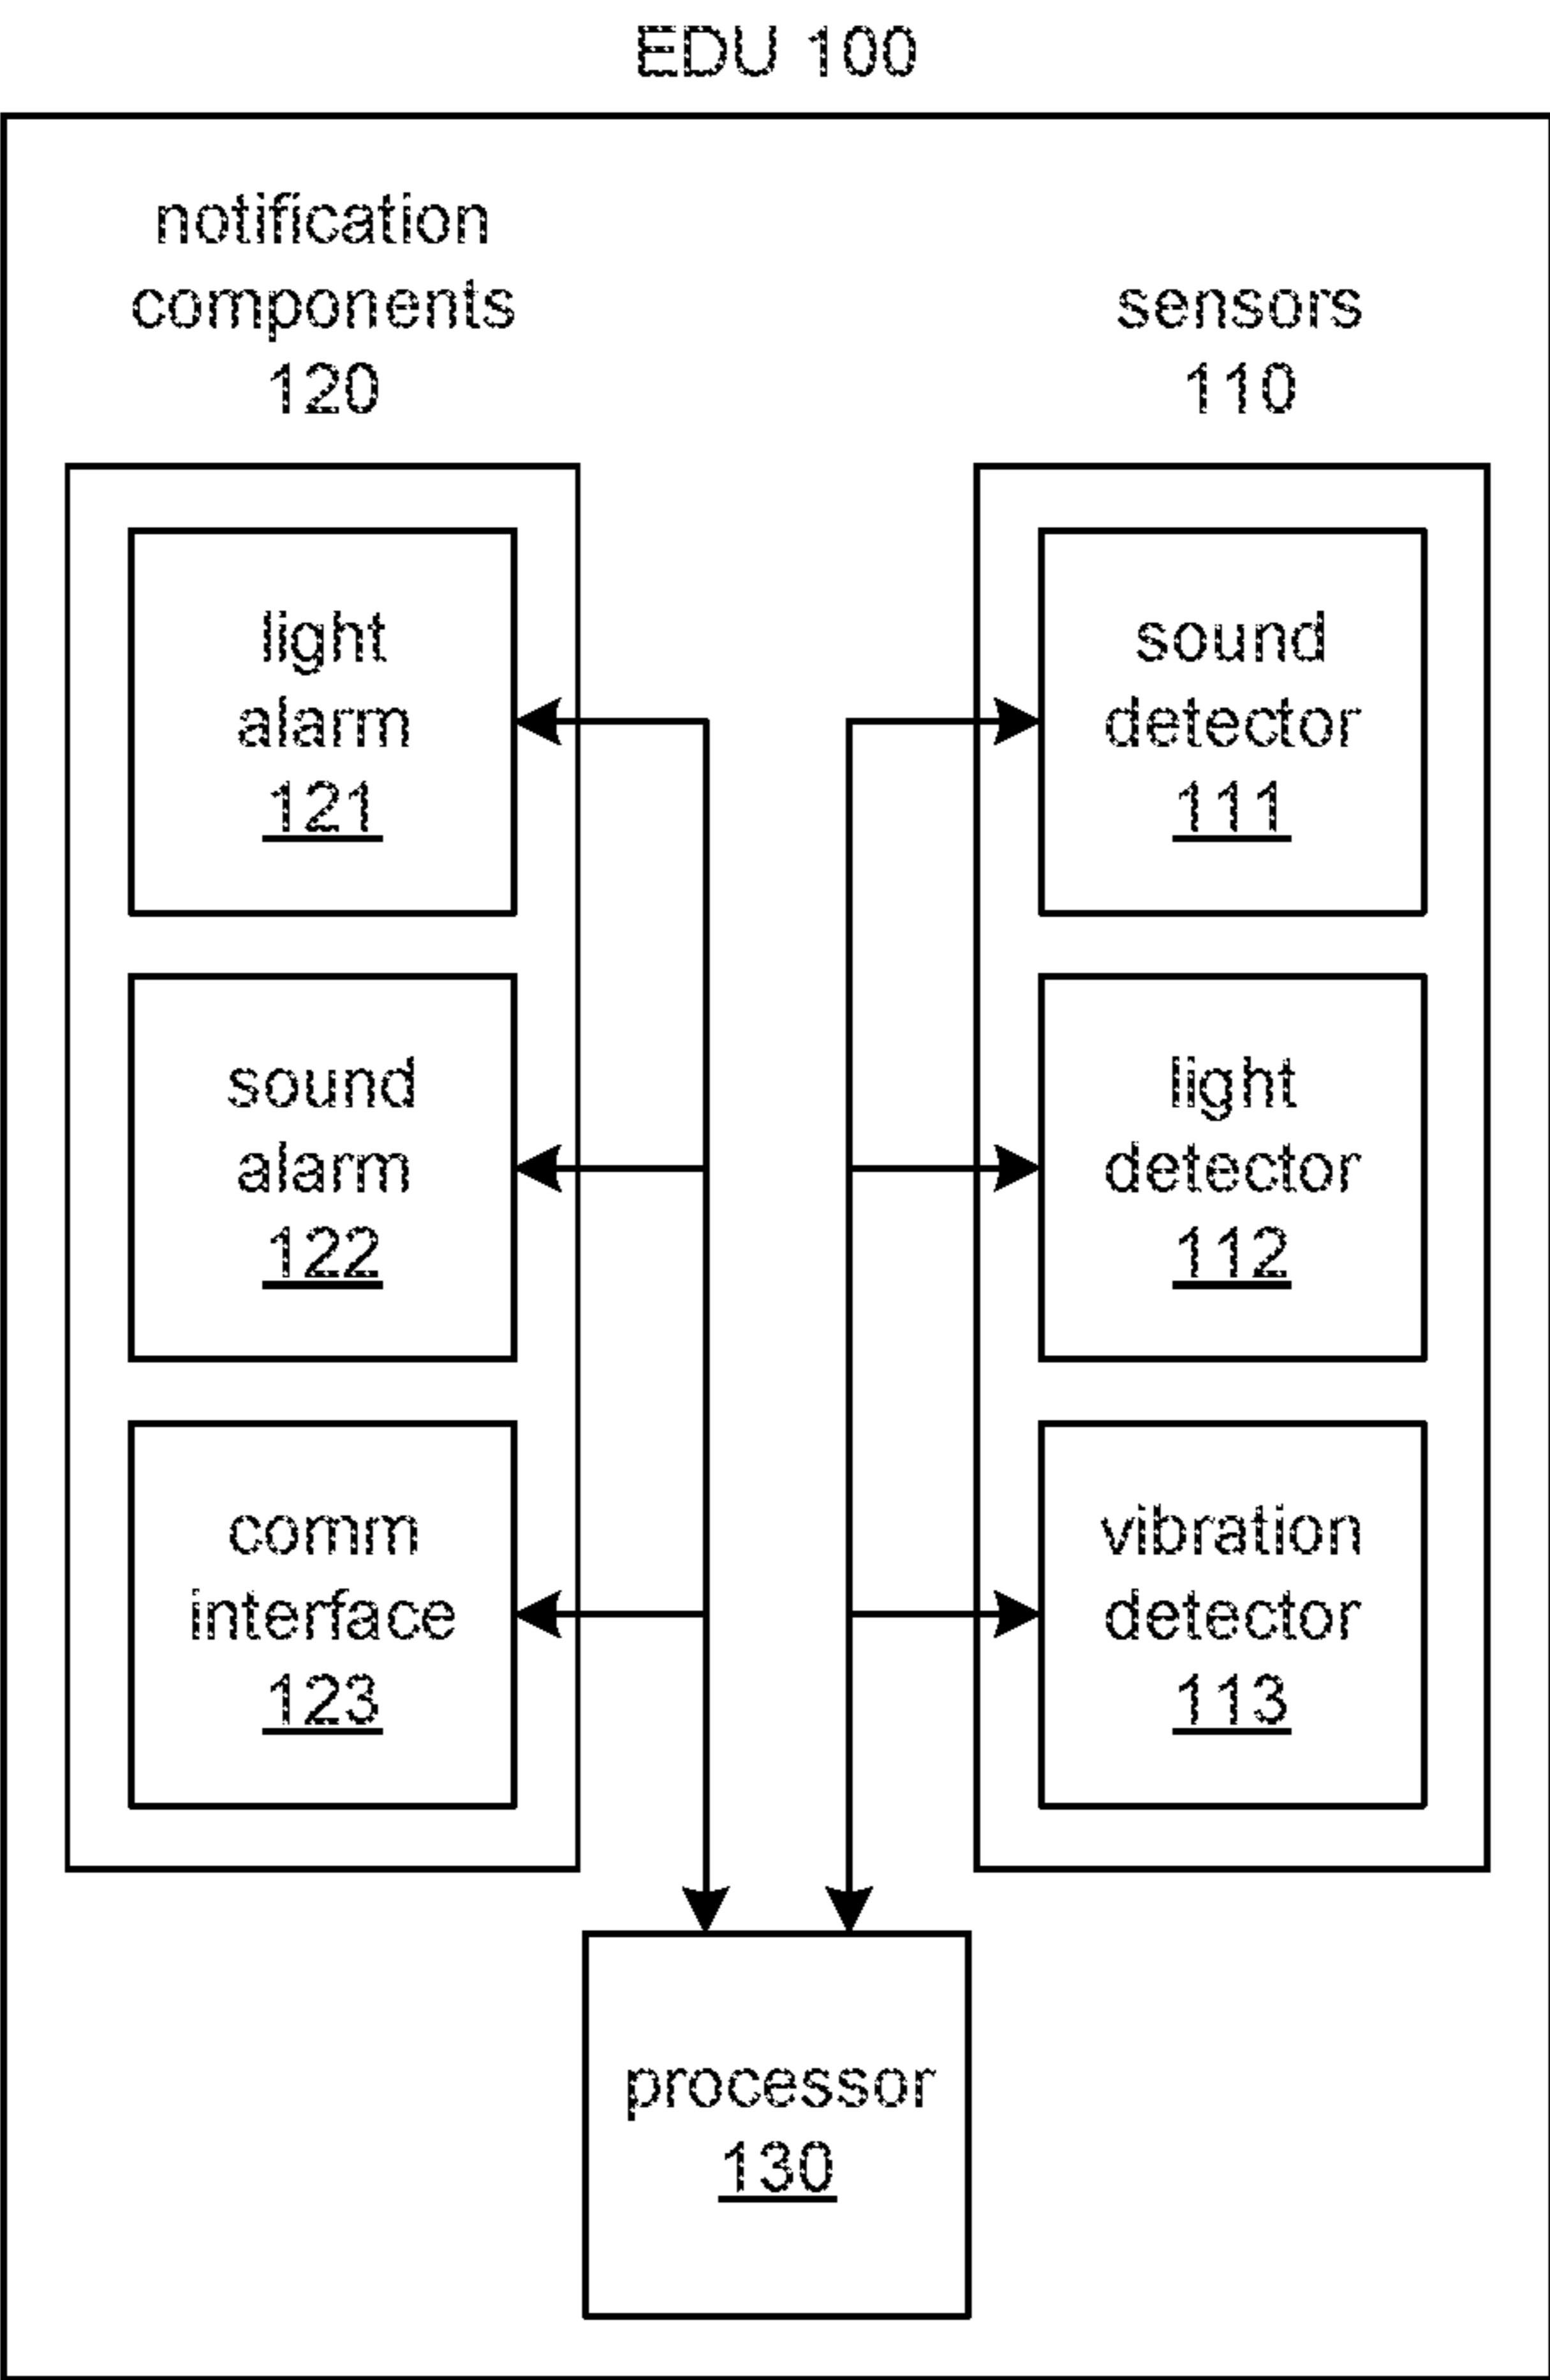 EDU 100
notification
components
120
light
alarm
121
sound
alarm
122
comm
interface
123
sensors
110
sound
detector
111
light
detector
112
vibration
detector
113
processor
130